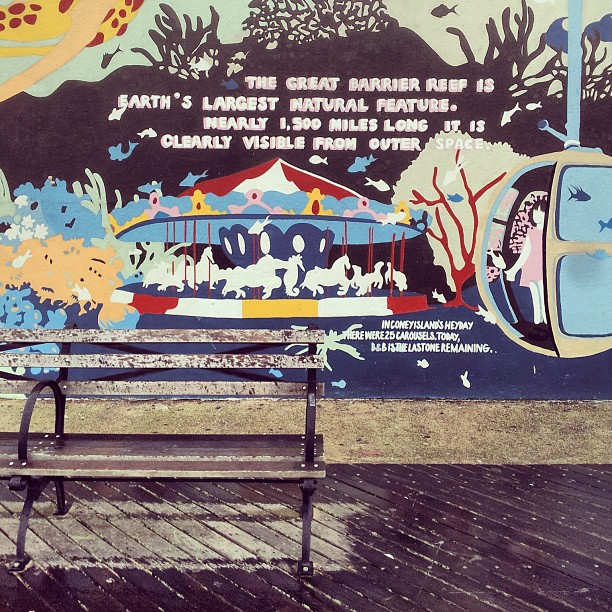 THE GREAT BARRIER REEF IS
EARTH'S LARGEST NATURAL FEATURE.
NEARLY 1,300 MILES LONG IT IS
CLEARLY VISIBLE FROM OUTER SPACE.
IN CONEY ISLAND'S HEYDAY
THERE WERE 25 CAROUSELS. TODAY,
B&B IS THE LAST ONE REMAINING..